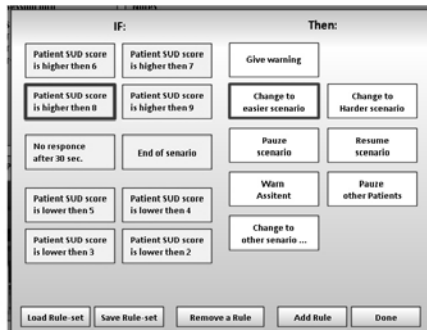 IF:
Then:
Patient SUD score
is higher then 6
Patient SUD score
is higher then 7
Give warning
Patient SUD score
is higher then 8
Patient SUD score
is higher then 9
Change to
easier scenario
Change to
Harder scenario
No responce
after 30 sec.
End of senario
Pauze
scenario
Resume
scenario
Patient SUD score
is lower then 5
Patient SUD score
is lower then 4
Warn
Assitent
Pauze
other Patients
Patient SUD score
is lower then 3
Patient SUD score
is lower then 2
Change to
other senario ...
Load Rule-set
Save Rule-set
Remove a Rule
Add Rule
Done